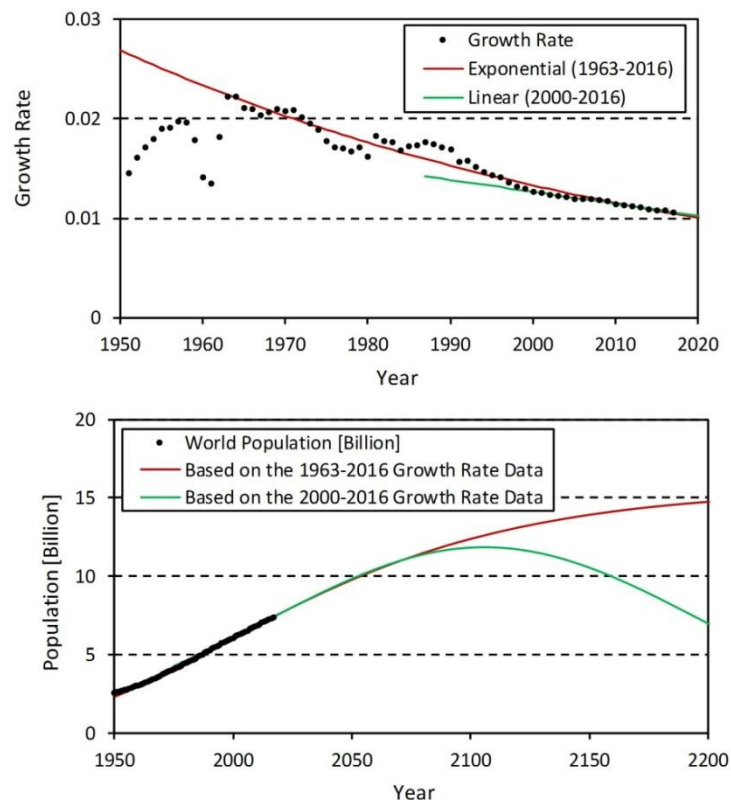 0.03
Growth Rate
Exponential (1963-2016)
Linear (2000-2016)
0.02
Growth Rate
0.01
0
1950 1960 1970 1980 1990 2000 2010 2020
Year
20
World Population [Billion]
Based on the 1963-2016 Growth Rate Data
Based on the 2000-2016 Growth Rate Data
15
Population [Billion]
10
5
0
1950 2000 2050 2100 2150 2200
Year